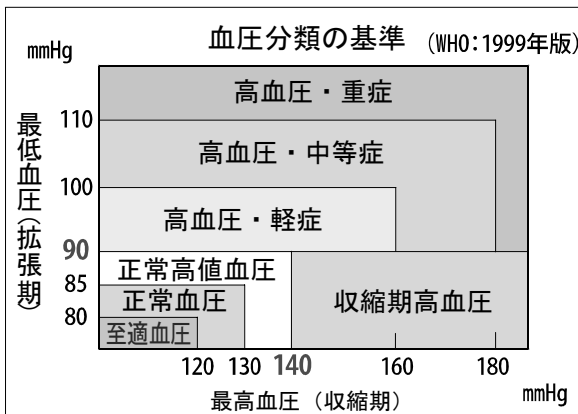 血圧分類の基準 (WHO:1999年版)
mmHg
最低血圧(拡張期)
高血圧・重症
110
高血圧・中等症
100
高血圧・軽症
90
正常高値血圧
85
正常血圧
収縮期高血圧
80
至適血圧
120 130 140 160 180
最高血圧(収縮期) mmHg